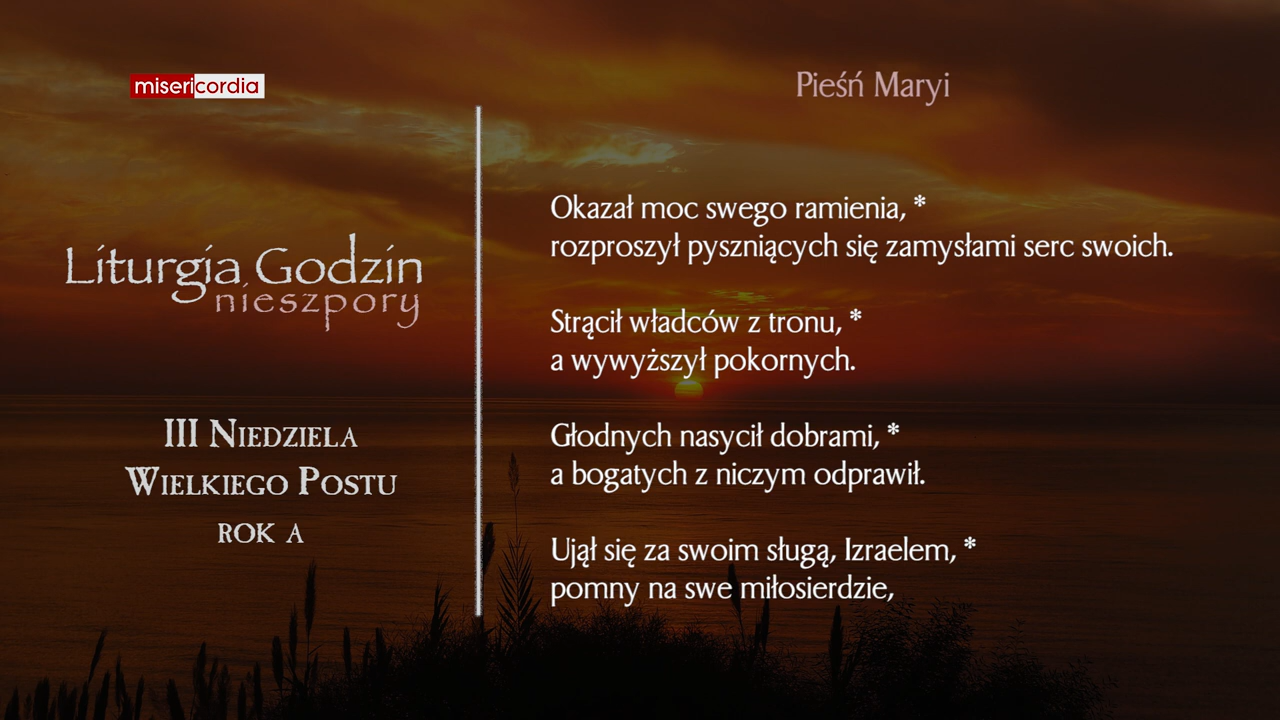 misericordia
Liturgia Godzin
nieszpory
III Niedziela
Wielkiego Postu
rok A
Pieśń Maryi
Okazał moc swego ramienia, *
rozproszył pyszniących się zamysłami serc swoich.
Strącił władców z tronu, *
a wywyższył pokornych.
Głodnych nasycił dobrami, *
a bogatych z niczym odprawił.
Ujął się za swoim sługą, Izraelem, *
pomny na swe miłosierdzie,